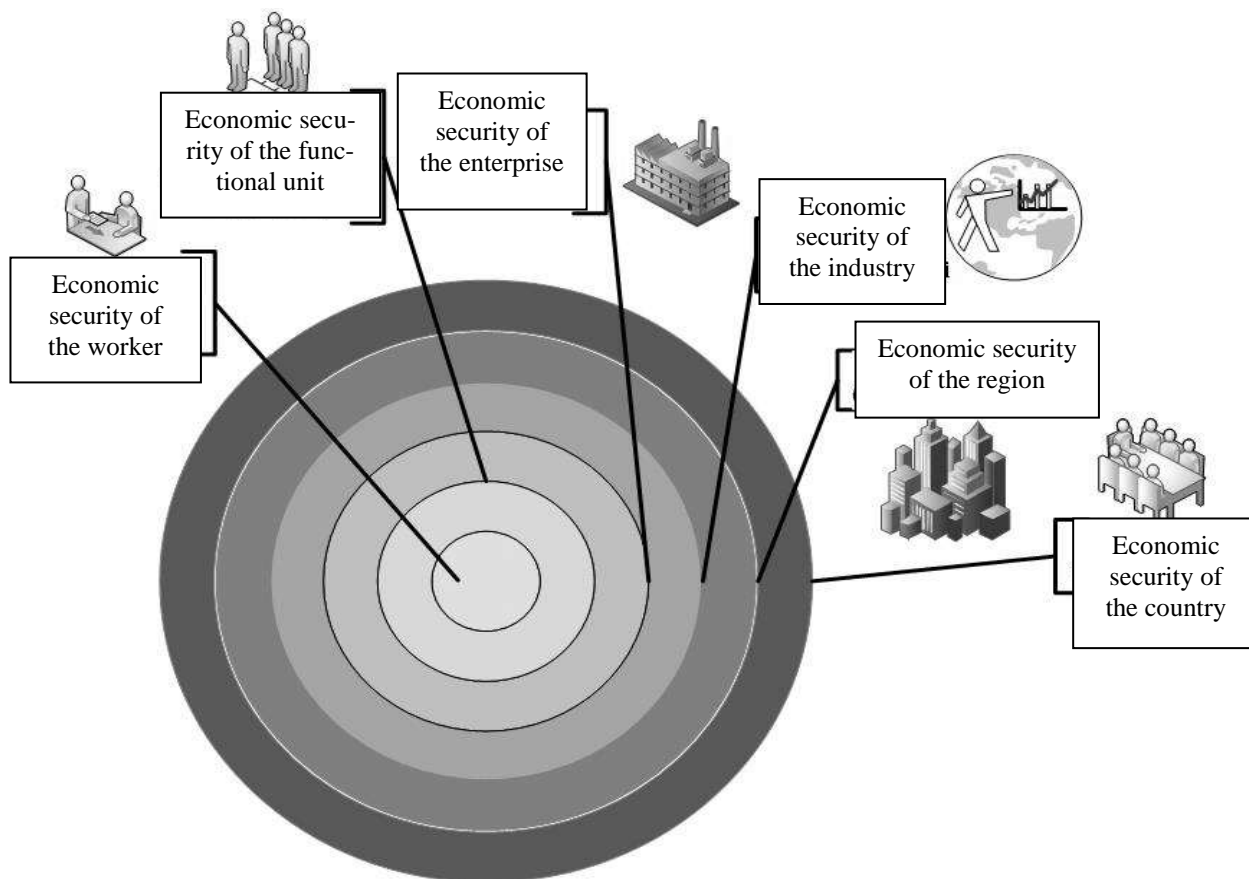 Economic secu-
rity of the func-
tional unit
Economic
security of
the enterprise
Economic
security of
the industry
i
Economic
security of
the worker
Economic security
of the region
Economic
security of
the country